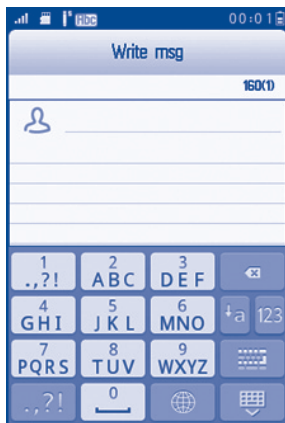 Abc 00:01
Write msg
160(1)
1 2 3
.,?! ABC DEF
4 5 6
GHI JKL MNO ↓a 123
7 8 9
PQRS TUV WXYZ
.,?! 0